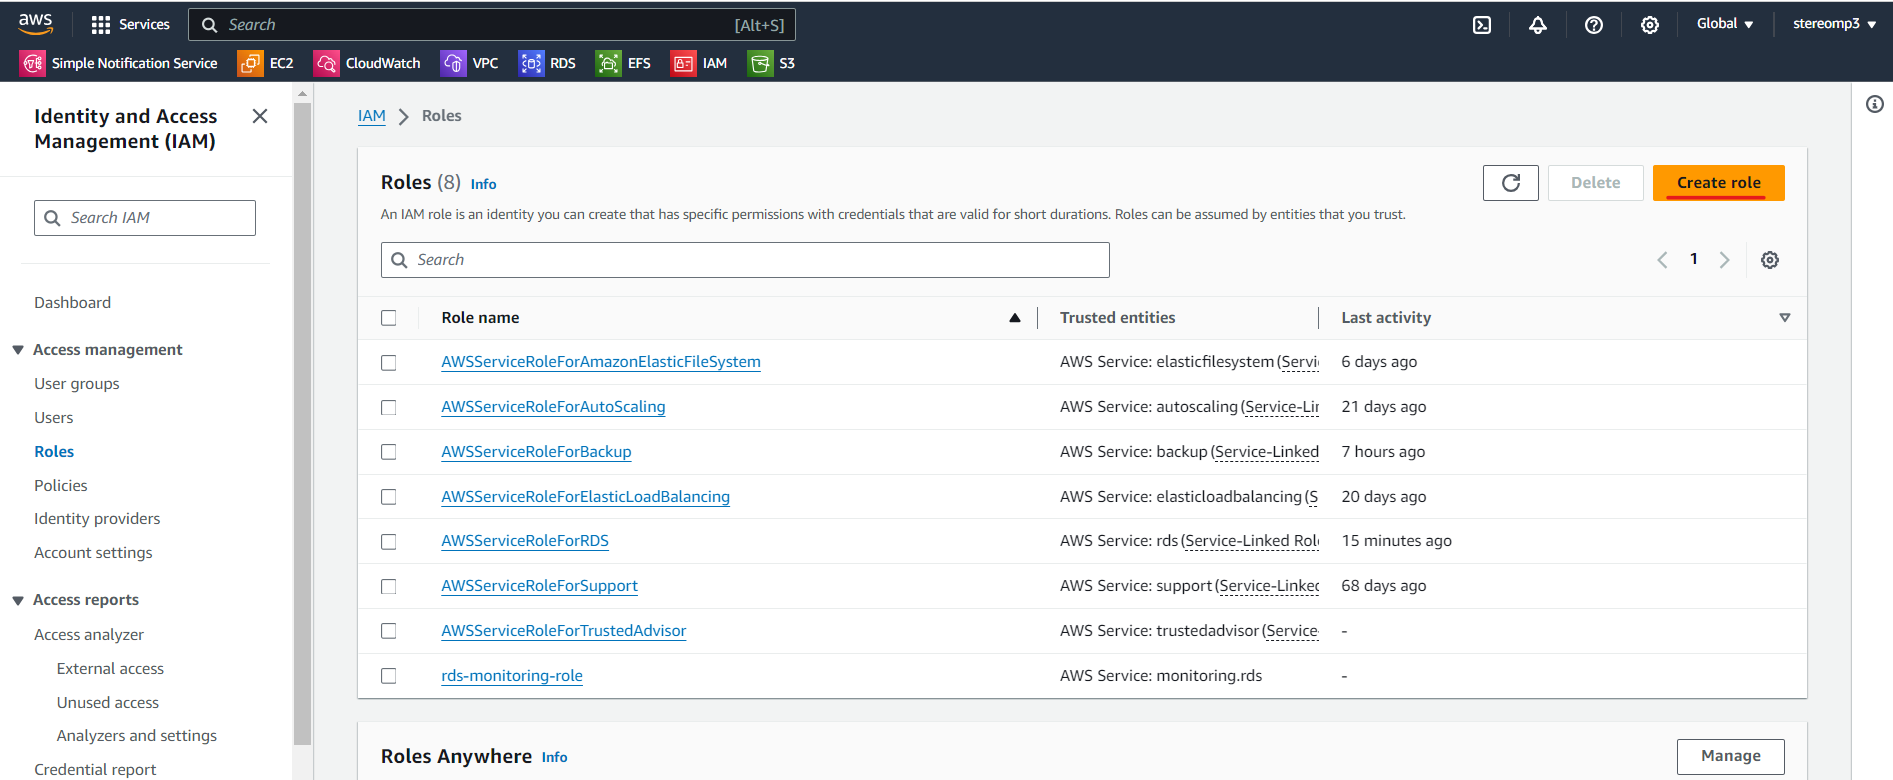 aws Services Search [Alt+S] Global stereomp3
Simple Notification Service EC2 CloudWatch VPC RDS EFS IAM S3
Identity and Access
Management (IAM)
Search IAM
Dashboard
Access management
User groups
Users
Roles
Policies
Identity providers
Account settings
Access reports
Access analyzer
External access
Unused access
Analyzers and settings
Credential report
IAM > Roles
Roles (8) Info
Delete Create role
An IAM role is an identity you can create that has specific permissions with credentials that are valid for short durations. Roles can be assumed by entities that you trust.
Search
1
Role name Trusted entities Last activity
AWSServiceRoleForAmazonElasticFileSystem AWS Service: elasticfilesystem (Servi 6 days ago
AWSServiceRoleForAutoScaling AWS Service: autoscaling (Service-Lin 21 days ago
AWSServiceRoleForBackup AWS Service: backup (Service-Linked 7 hours ago
AWSServiceRoleForElasticLoadBalancing AWS Service: elasticloadbalancing (S 20 days ago
AWSServiceRoleForRDS AWS Service: rds (Service-Linked Role 15 minutes ago
AWSServiceRoleForSupport AWS Service: support (Service-Linked 68 days ago
AWSServiceRoleForTrustedAdvisor AWS Service: trustedadvisor (Service- -
rds-monitoring-role AWS Service: monitoring.rds -
Roles Anywhere Info
Manage